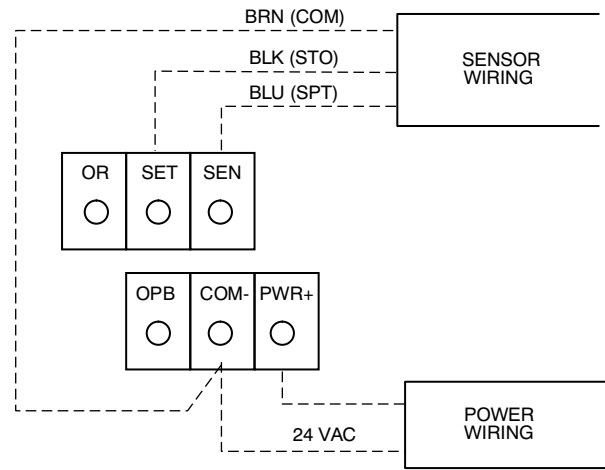 BRN (COM)
BLK (STO)
BLU (SPT)
SENSOR
WIRING
OR SET SEN
OPB COM- PWR+
24 VAC
POWER
WIRING